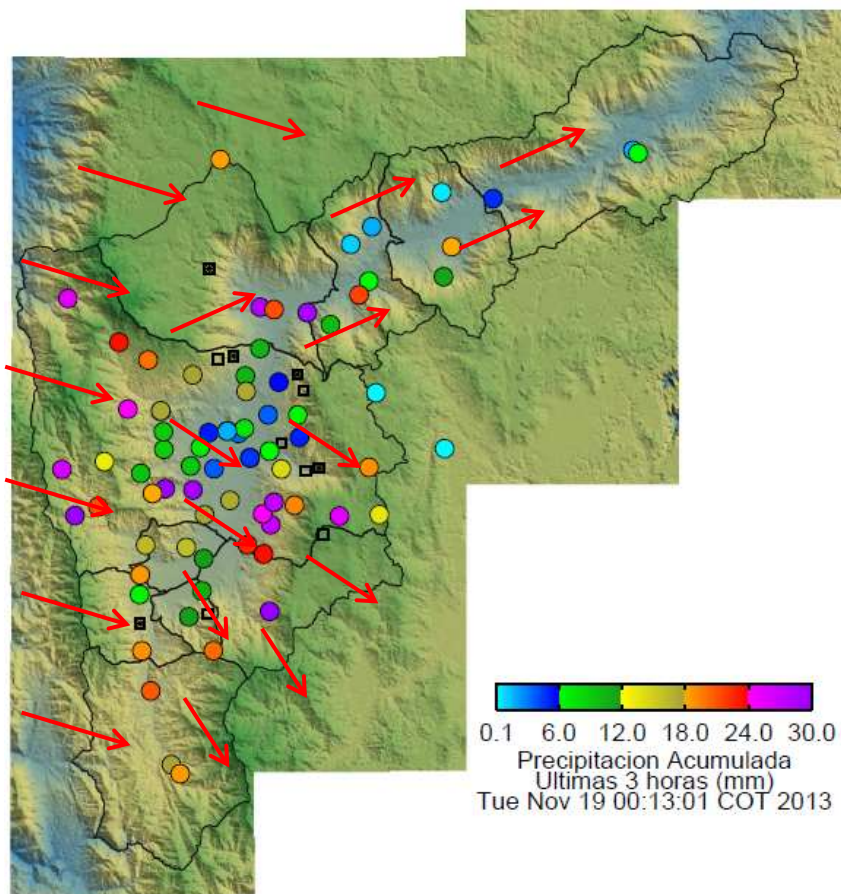 0.1 6.0 12.0 18.0 24.0 30.0
Precipitacion Acumulada
Ultimas 3 horas (mm)
Tue Nov 19 00:13:01 COT 2013